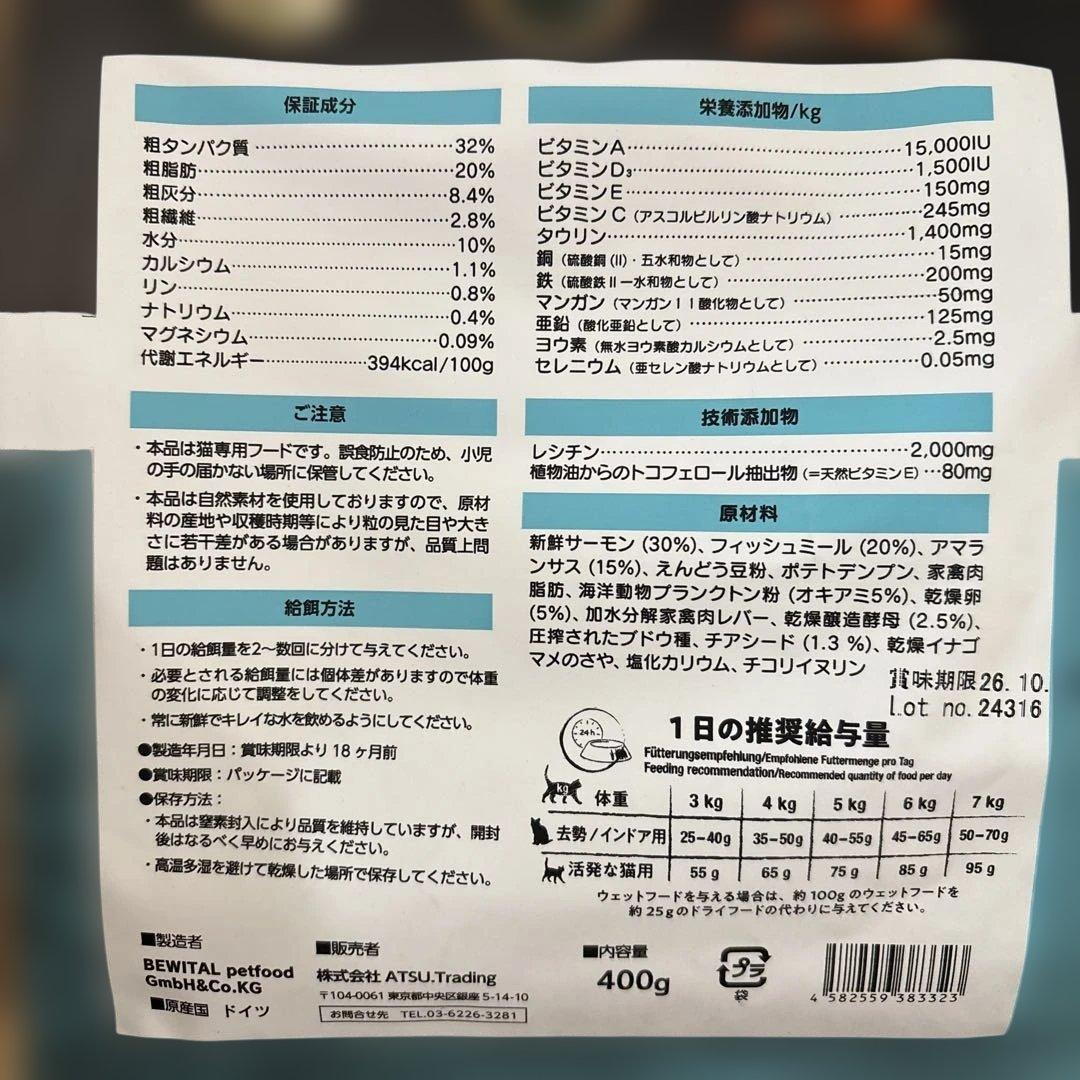 保証成分
粗タンパク質 32%
粗脂肪 20%
粗灰分 8.4%
粗繊維 2.8%
水分 10%
カルシウム 1.1%
リン 0.8%
ナトリウム 0.4%
マグネシウム 0.09%
代謝エネルギー 394kcal/100g
ご注意
・本品は猫専用フードです。誤食防止のため、小児
の手の届かない場所に保管してください。
・本品は自然素材を使用しておりますので、原材
料の産地や収穫時期等により粒の見た目や大き
さに若干差がある場合がありますが、品質上問
題はありません。
給餌方法
・1日の給餌量を2〜数回に分けて与えてください。
・必要とされる給餌量には個体差がありますので体重
の変化に応じて調整をしてください。
・常に新鮮でキレイな水を飲めるようにしてください。
●製造年月日：賞味期限より18ヶ月前
●賞味期限：パッケージに記載
●保存方法：
・本品は窒素封入により品質を維持していますが、開封
後はなるべく早めにお与えください。
・高温多湿を避けて乾燥した場所で保存してください。
栄養添加物/kg
ビタミンA 15,000IU
ビタミンD₃ 1,500IU
ビタミンE 150mg
ビタミンC（アスコルビルリン酸ナトリウム） 245mg
タウリン 1,400mg
銅（硫酸銅(II)・五水和物として） 15mg
鉄（硫酸鉄II一水和物として） 200mg
マンガン（マンガンII酸化物として） 50mg
亜鉛（酸化亜鉛として） 125mg
ヨウ素（無水ヨウ素酸カルシウムとして） 2.5mg
セレニウム（亜セレン酸ナトリウムとして） 0.05mg
技術添加物
レシチン 2,000mg
植物油からのトコフェロール抽出物（=天然ビタミンE） 80mg
原材料
新鮮サーモン (30%)、フィッシュミール (20%)、アマラ
ンサス (15%)、えんどう豆粉、ポテトデンプン、家禽肉
脂肪、海洋動物プランクトン粉 (オキアミ5%)、乾燥卵
(5%)、加水分解家禽肉レバー、乾燥醸造酵母 (2.5%)、
圧搾されたブドウ種、チアシード (1.3 %)、乾燥イナゴ
マメのさや、塩化カリウム、チコリイヌリン
賞味期限26.10.
Lot no.24316
24h
1日の推奨給与量
Fütterungsempfehlung/Empfohlene Futtermenge pro Tag
Feeding recommendation/Recommended quantity of food per day
kg 体重 3 kg 4 kg 5 kg 6 kg 7 kg
去勢/インドア用 25-40g 35-50g 40-55g 45-65g 50-70g
活発な猫用 55 g 65 g 75 g 85 g 95 g
ウェットフードを与える場合は、約100gのウェットフードを
約25gのドライフードの代わりに与えてください。
■製造者
BEWITAL petfood
GmbH&Co.KG
■原産国 ドイツ
■販売者
株式会社 ATSU.Trading
〒104-0061 東京都中央区銀座 5-14-10
お問合せ先 TEL.03-6226-3281
■内容量
400g
プラ
袋
4 582559 383323